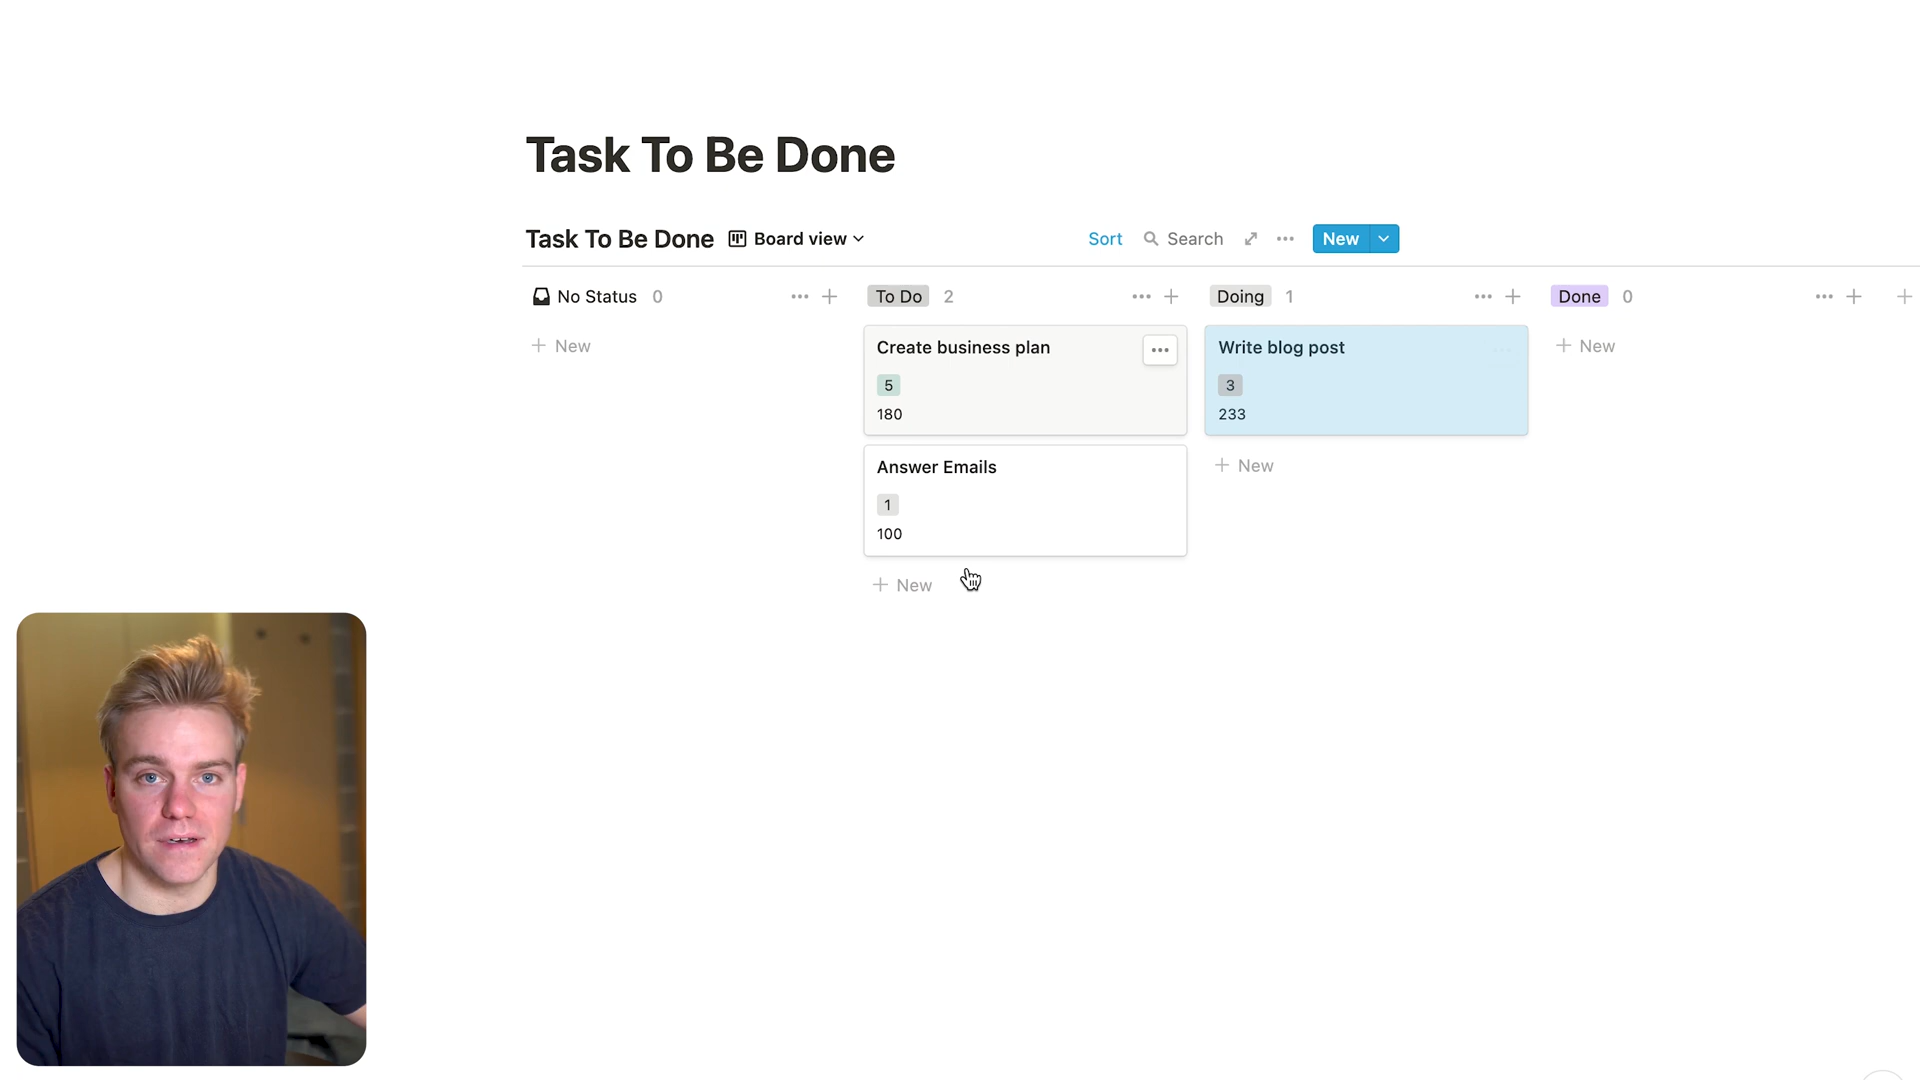 Task To Be Done
Task To Be Done Board view Sort Search New
No Status 0 To Do 2 Doing 1 Done 0
New
Create business plan
5
180
Answer Emails
1
100
New
Write blog post
3
233
New
New